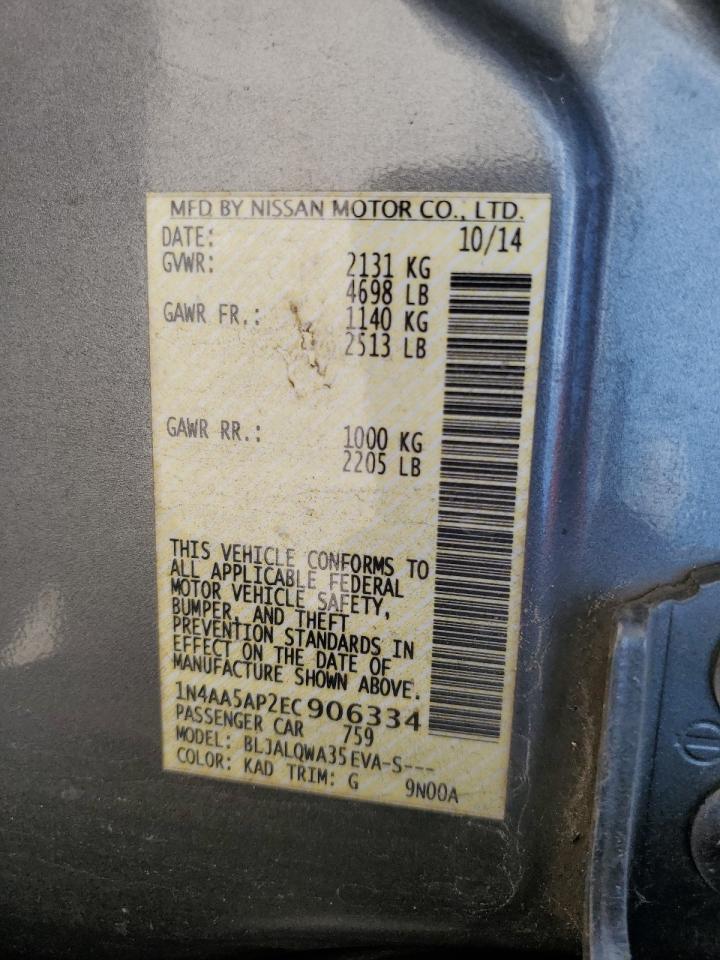 MFD BY NISSAN MOTOR CO., LTD.
DATE: 10/14
GVWR: 2131 KG
4698 LB
GAWR FR.: 1140 KG
2513 LB
GAWR RR.: 1000 KG
2205 LB
THIS VEHICLE CONFORMS TO
ALL APPLICABLE FEDERAL
MOTOR VEHICLE SAFETY,
BUMPER, AND THEFT
PREVENTION STANDARDS IN
EFFECT ON THE DATE OF
MANUFACTURE SHOWN ABOVE.
1N4AA5AP2EC906334
PASSENGER CAR 759
MODEL: BLJALQWA35EVA-S---
COLOR: KAD TRIM: G 9N00A